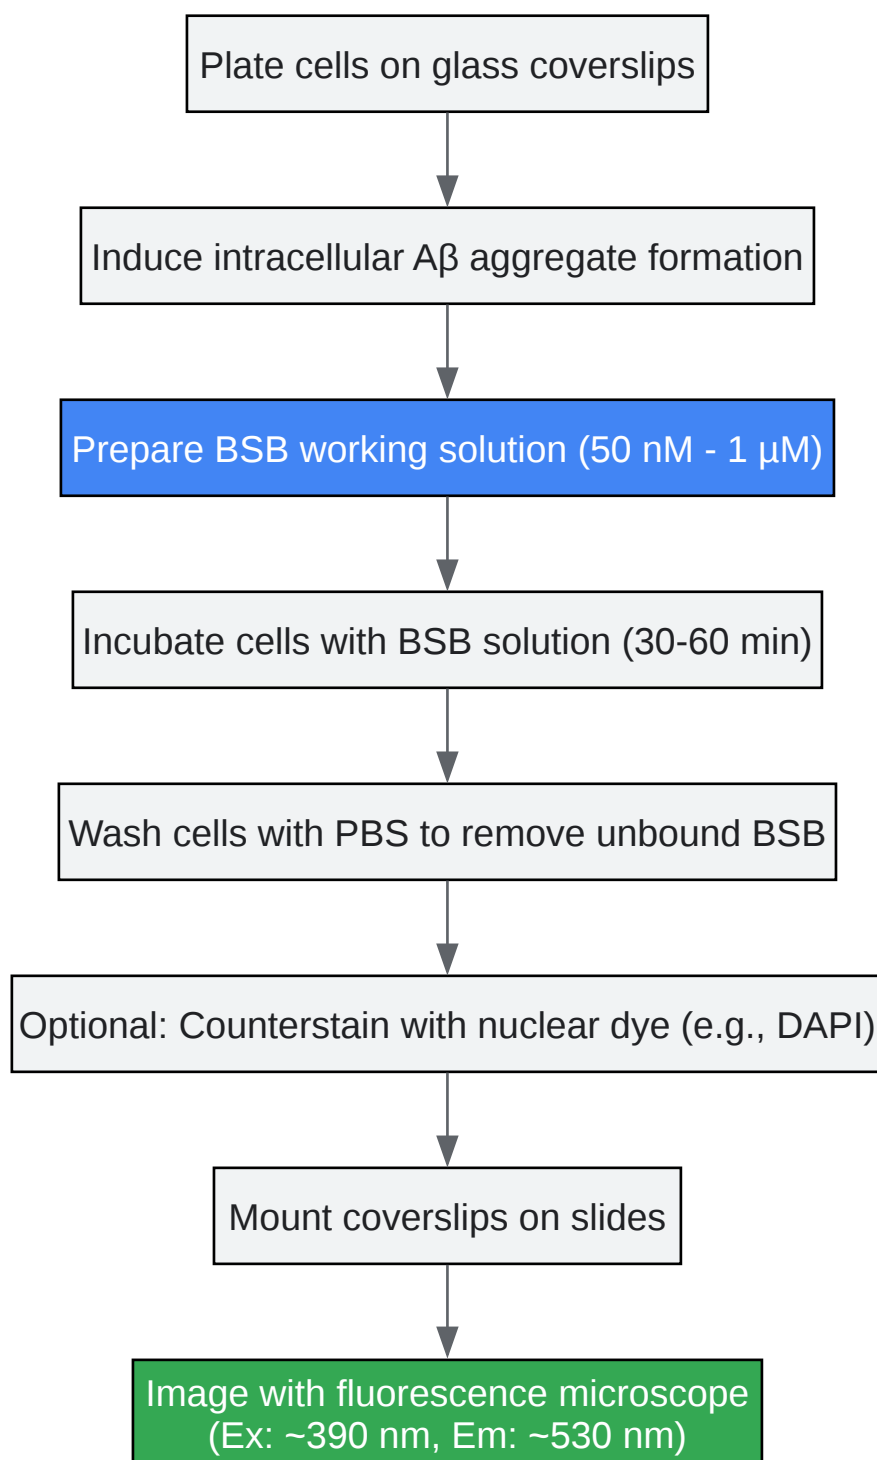 Plate cells on glass coverslips
Induce intracellular Aβ aggregate formation
Prepare BSB working solution (50 nM - 1 µM)
Incubate cells with BSB solution (30-60 min)
Wash cells with PBS to remove unbound BSB
Optional: Counterstain with nuclear dye (e.g., DAPI)
Mount coverslips on slides
Image with fluorescence microscope
(Ex: ~390 nm, Em: ~530 nm)